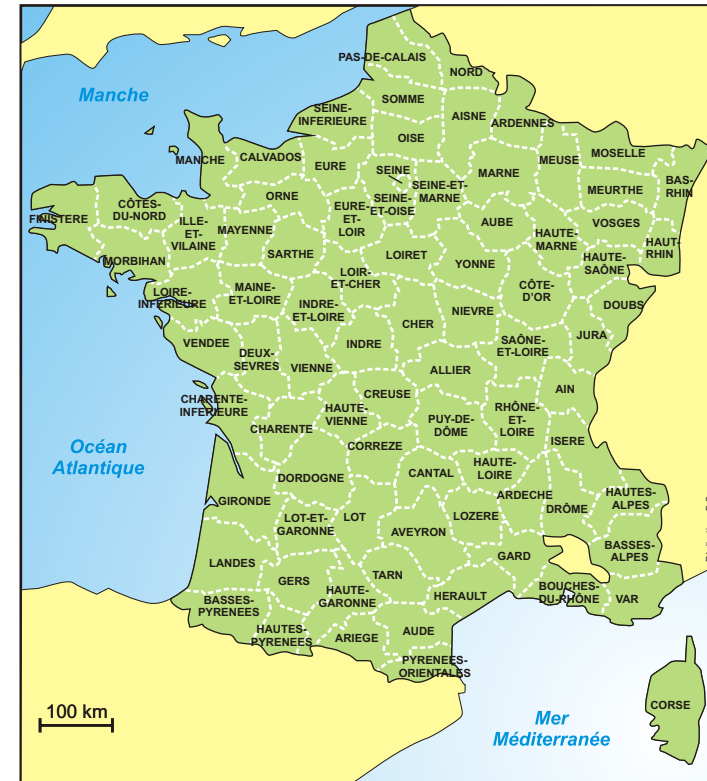 PAS-DE-CALAIS
NORD
Manche
SOMME
SEINE-
INFERIEURE
AISNE
ARDENNES
OISE
MANCHE
CALVADOS
EURE
SEINE
MARNE
MEUSE
MOSELLE
SEINE-ET-
MARNE
MEURTHE
BAS-
RHIN
ORNE
SEINE-
ET-OISE
EURE-
ET-
LOIR
FINISTERE
CÔTES-
DU-NORD
ILLE-
ET-
VILAINE
MAYENNE
AUBE
VOSGES
HAUTE-
MARNE
HAUT-
RHIN
SARTHE
LOIRET
MORBIHAN
YONNE
HAUTE-
SAÔNE
LOIR-
ET-CHER
LOIRE-
INFERIEURE
MAINE-
ET-LOIRE
CÔTE-
D'OR
DOUBS
INDRE-
ET-LOIRE
CHER
NIEVRE
JURA
VENDEE
INDRE
SAÔNE-
ET-LOIRE
DEUX-
SEVRES
VIENNE
ALLIER
AIN
CREUSE
CHARENTE-
INFERIEURE
HAUTE-
VIENNE
RHÔNE-
ET-
LOIRE
CHARENTE
PUY-DE-
DÔME
ISERE
Océan
Atlantique
CORREZE
HAUTE-
LOIRE
CANTAL
DORDOGNE
HAUTES-
ALPES
GIRONDE
ARDECHE
DRÔME
LOT-ET-
GARONNE
LOT
LOZERE
AVEYRON
BASSES-
ALPES
GARD
LANDES
TARN
GERS
HAUTE-
GARONNE
HERAULT
BOUCHES-
DU-RHÔNE
VAR
BASSES-
PYRENEES
HAUTES-
PYRENEES
ARIEGE
AUDE
PYRENEES-
ORIENTALES
CORSE
100 km
Mer
Méditerranée